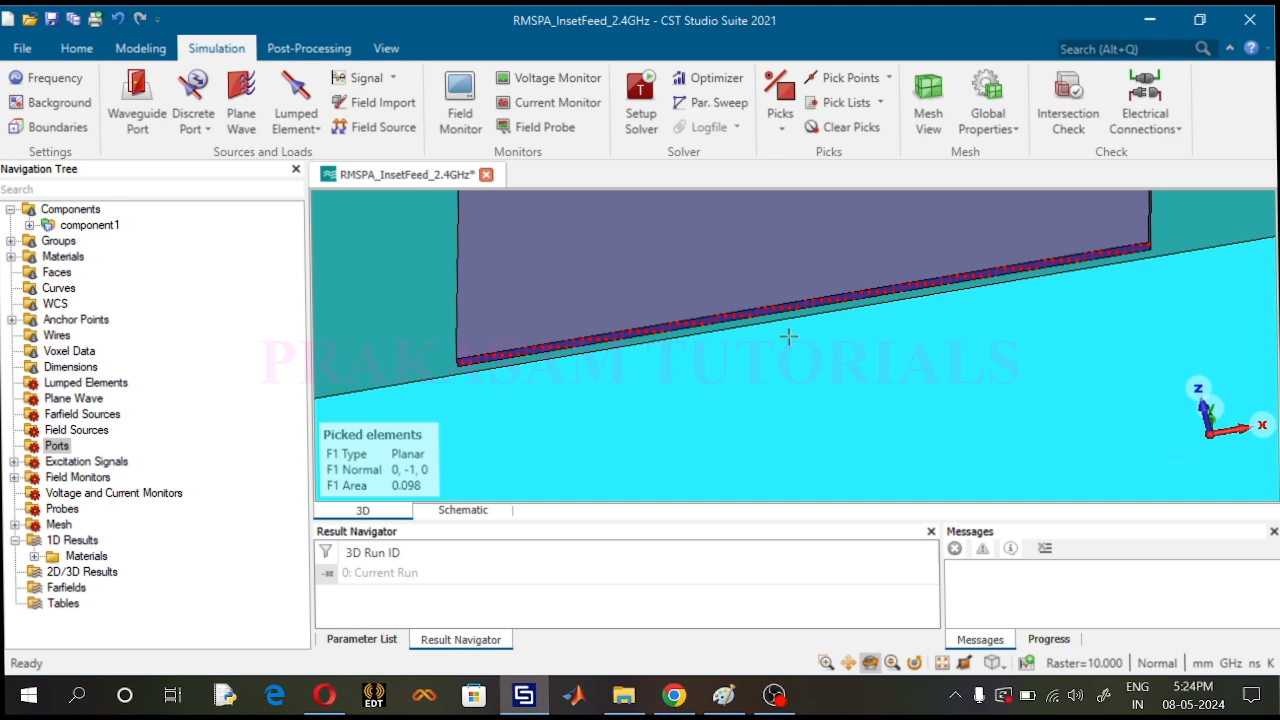 RMSPA_InsetFeed_2.4GHz - CST Studio Suite 2021
File Home Modeling Simulation Post-Processing View Search (Alt+Q)
Frequency
Background
Boundaries
Settings
Waveguide Port
Discrete Port
Plane Wave
Lumped Element
Signal
Field Import
Field Source
Sources and Loads
Field Monitor
Voltage Monitor
Current Monitor
Field Probe
Monitors
Setup Solver
Optimizer
Par. Sweep
Logfile
Solver
Picks
Pick Points
Pick Lists
Clear Picks
Picks
Mesh View
Global Properties
Mesh
Intersection Check
Electrical Connections
Check
Navigation Tree
Search
Components
component1
Groups
Materials
Faces
Curves
WCS
Anchor Points
Wires
Voxel Data
Dimensions
Lumped Elements
Plane Wave
Farfield Sources
Field Sources
Ports
Excitation Signals
Field Monitors
Voltage and Current Monitors
Probes
Mesh
1D Results
Materials
2D/3D Results
Farfields
Tables
RMSPA_InsetFeed_2.4GHz*
PRAKASAM TUTORIALS
z
y
x
Picked elements
F1 Type Planar
F1 Normal 0, -1, 0
F1 Area 0.098
3D Schematic
Result Navigator
3D Run ID
0: Current Run
Parameter List Result Navigator
Messages
Messages Progress
Ready
Raster=10.000 Normal mm GHz ns K
EDT
ENG
IN
5:24PM
08-05-2024